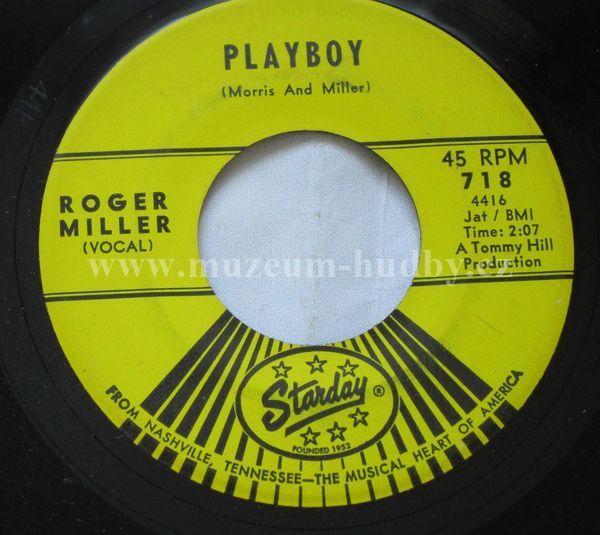 PLAYBOY
(Morris And Miller)
ROGER
MILLER
(VOCAL)
45 RPM
718
4416
Jat / BMI
Time: 2:07
A Tommy Hill
Production
www.muzeum-hudby.cz
Starday ®
FOUNDED 1952
FROM NASHVILLE, TENNESSEE—THE MUSICAL HEART OF AMERICA